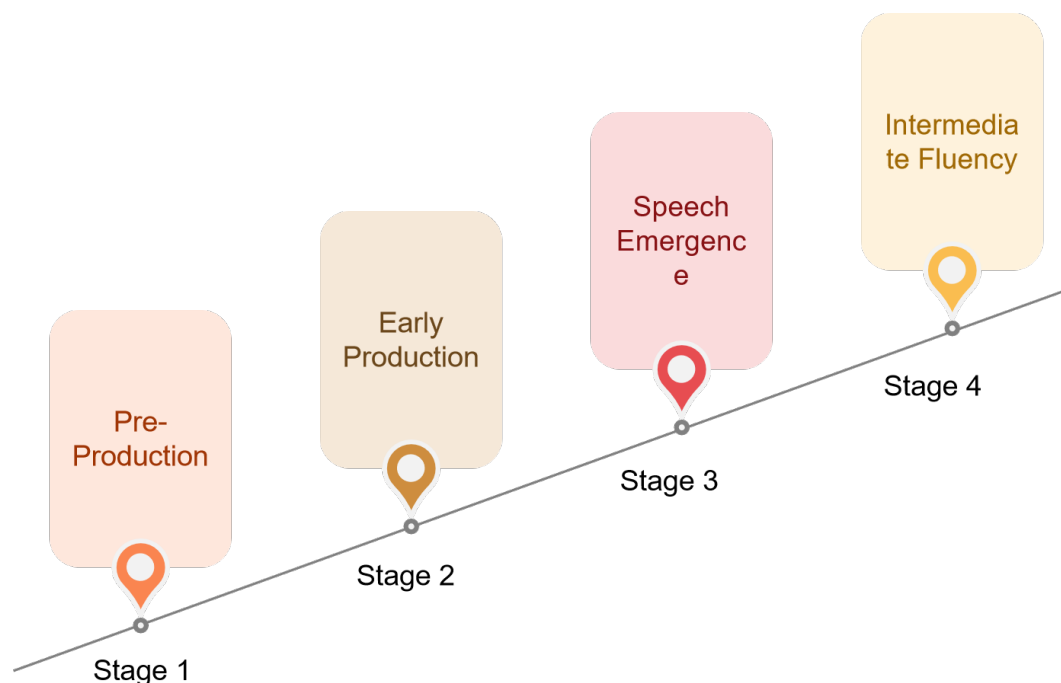 Pre-
Production
Stage 1
Early
Production
Stage 2
Speech
Emergenc
e
Stage 3
Intermedia
te Fluency
Stage 4